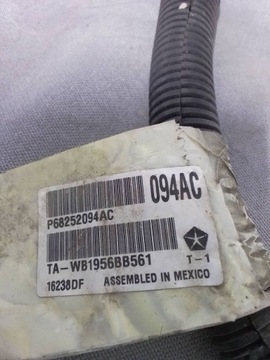 094AC
P68252094AC
TA-WB1956BB561 T-1
16238DF ASSEMBLED IN MEXICO